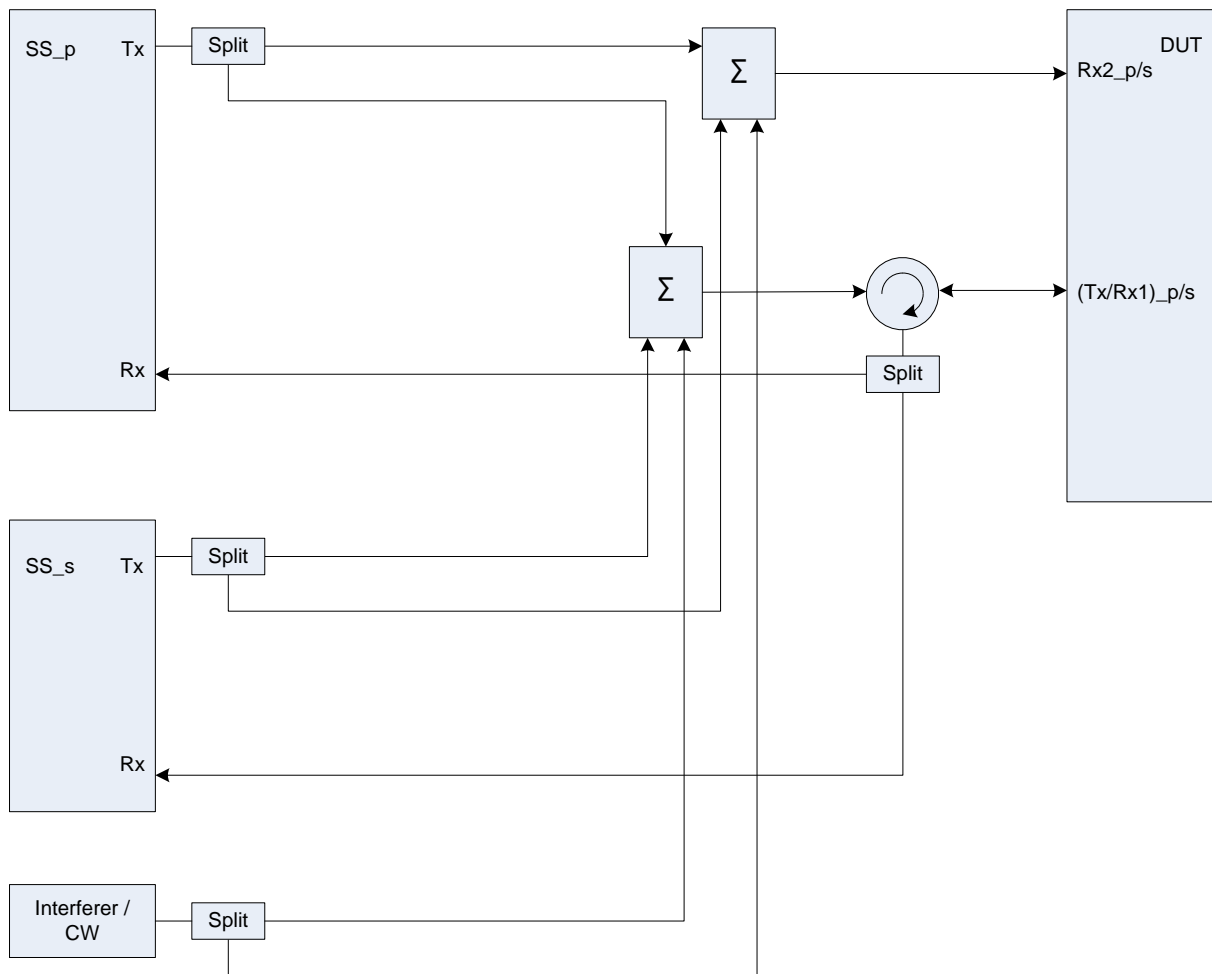 SS_p
Tx
Split
Σ
DUT
Rx2_p/s
Σ
(Tx/Rx1)_p/s
Rx
Split
SS_s
Tx
Split
Rx
Interferer /
CW
Split